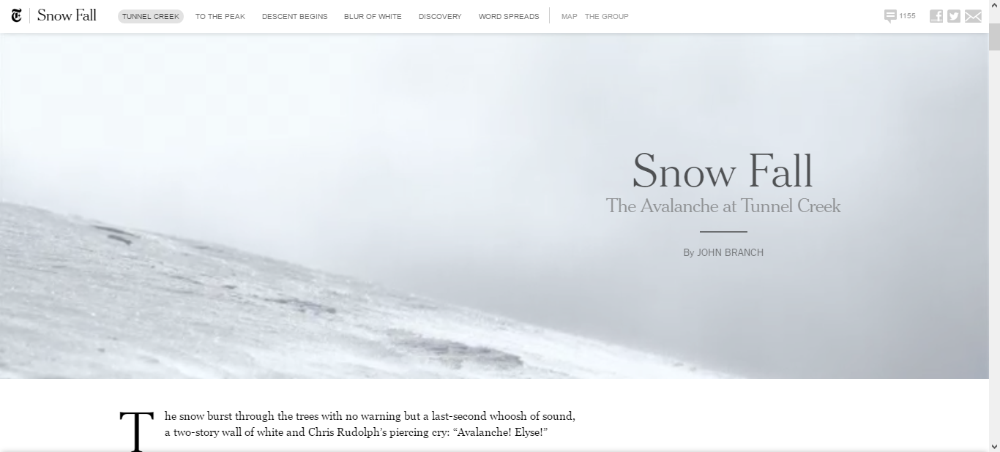 T Snow Fall TUNNEL CREEK TO THE PEAK DESCENT BEGINS BLUR OF WHITE DISCOVERY WORD SPREADS MAP THE GROUP 1155
Snow Fall
The Avalanche at Tunnel Creek
By JOHN BRANCH
The snow burst through the trees with no warning but a last-second whoosh of sound,
a two-story wall of white and Chris Rudolph’s piercing cry: “Avalanche! Elyse!”